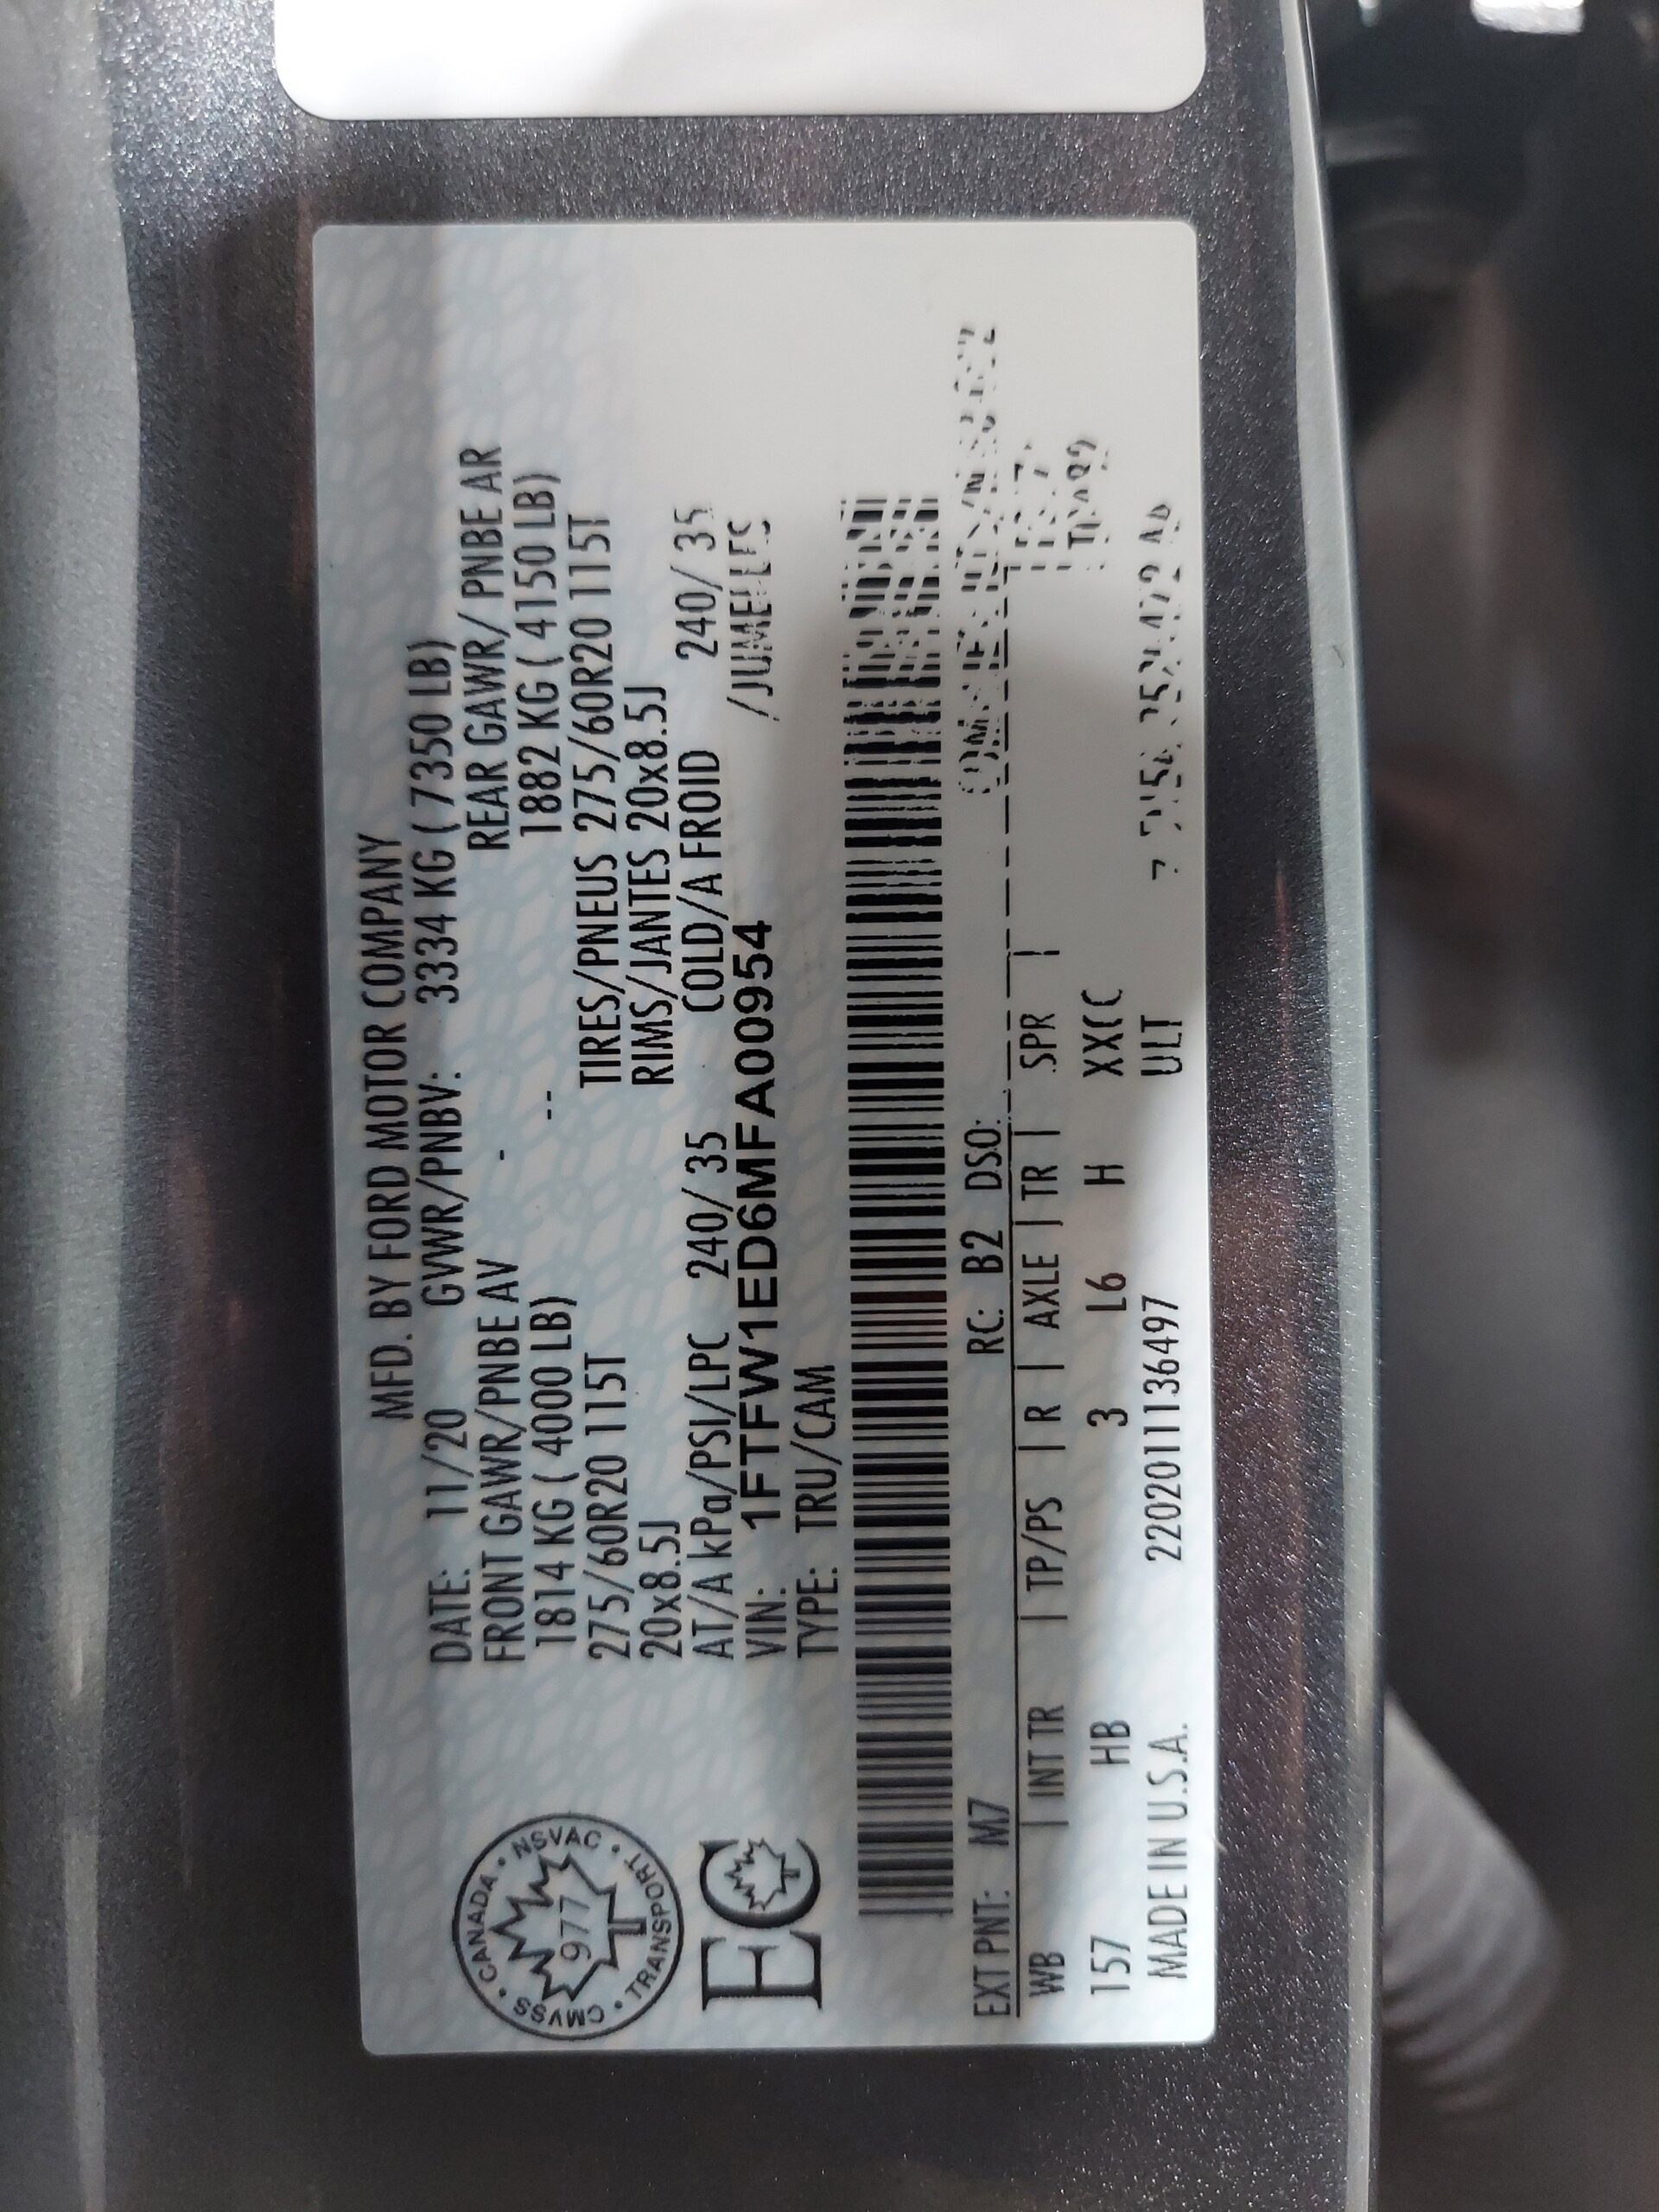 MFD. BY FORD MOTOR COMPANY
DATE: 11/20 GVWR/PNBV: 3334 KG ( 7350 LB)
FRONT GAWR/PNBE AV - REAR GAWR/ PNBE AR
1814 KG ( 4000 LB) -- 1882 KG ( 4150 LB)
275/60R20 115T TIRES/PNEUS 275/60R20 115T
20x8.5J RIMS/JANTES 20x8.5J
AT/A kPa/PSI/LPC 240/ 35 COLD/A FROID 240/ 35
VIN: 1FTFW1ED6MFA00954 /JUMELES
TYPE: TRU/CAM
CANADA • NSVAC • TRANSPORT • CMVSS •
977
EC
EXT PNT: M7 RC: B2 DSO:
WB | INT TR | TP/PS | R | AXLE | TR | SPR |
157 HB 3 L6 H XXCC
MADE IN U.S.A. 220201136497 ULT